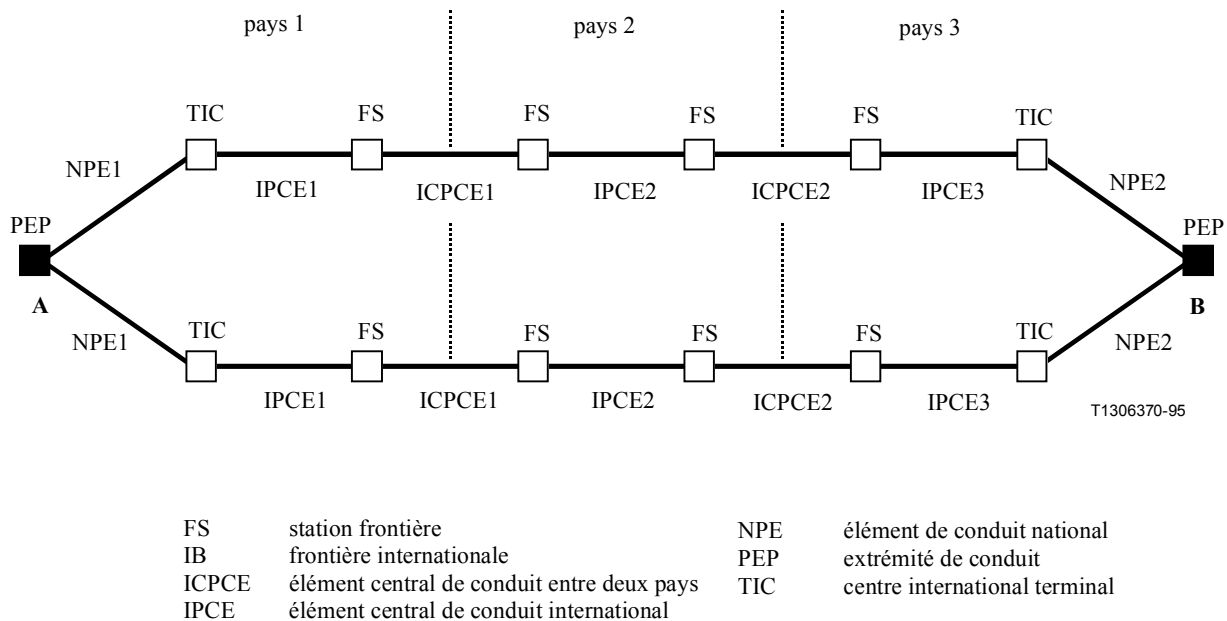 pays 1 pays 2 pays 3
TIC FS FS FS FS TIC
NPE1 IPCE1 ICPCE1 IPCE2 ICPCE2 IPCE3 NPE2
PEP PEP
A B
NPE1 TIC FS FS FS FS TIC NPE2
IPCE1 ICPCE1 IPCE2 ICPCE2 IPCE3
T1306370-95
FS station frontière
IB frontière internationale
ICPCE élément central de conduit entre deux pays
IPCE élément central de conduit international
NPE élément de conduit national
PEP extrémité de conduit
TIC centre international terminal